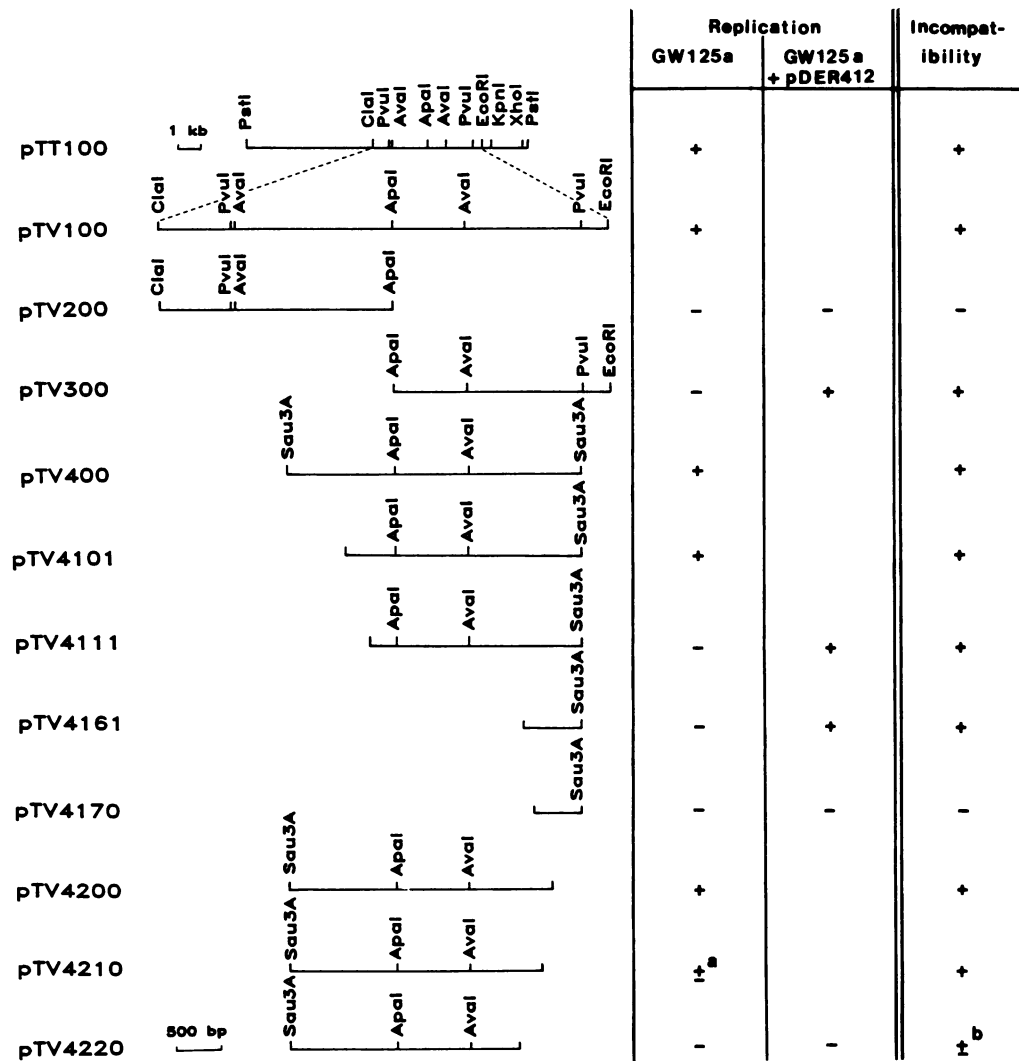 Replication
Incompat-
ibility
GW125a
GW125a
+ pDER412
1 kb
PstI ClaI PvuI AvaI ApaI AvaI PvuI EcoRI KpnI XhoI PstI
pTT100 + +
ClaI PvuI AvaI ApaI AvaI PvuI EcoRI
pTV100 + +
ClaI PvuI AvaI ApaI
pTV200 - - -
ApaI AvaI PvuI EcoRI
pTV300 - + +
Sau3A ApaI AvaI Sau3A
pTV400 + +
ApaI AvaI Sau3A
pTV4101 + +
ApaI AvaI Sau3A
pTV4111 - + +
Sau3A
pTV4161 - + +
Sau3A
pTV4170 - - -
Sau3A ApaI AvaI
pTV4200 + +
Sau3A ApaI AvaI
pTV4210 ± a +
Sau3A ApaI AvaI
500 bp
pTV4220 - - ± b